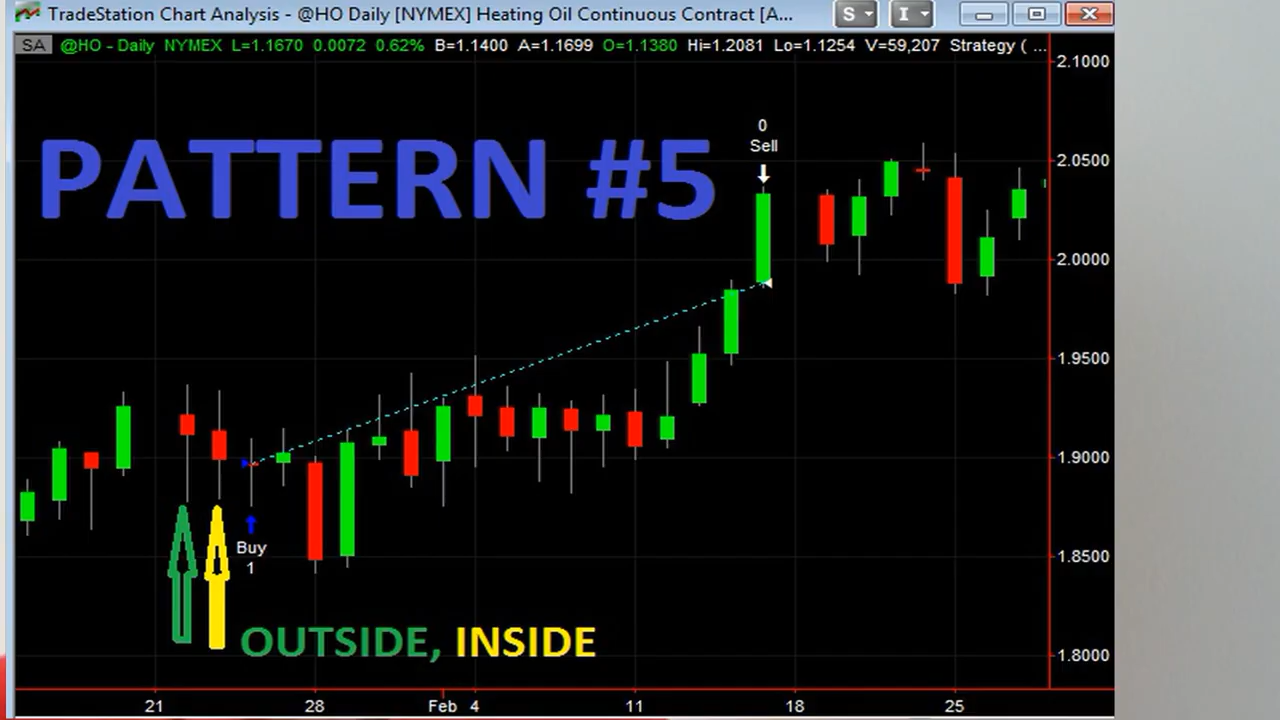 TradeStation Chart Analysis - @HO Daily [NYMEX] Heating Oil Continuous Contract [A...
S I
SA @HO - Daily NYMEX L=1.1670 0.0072 0.62% B=1.1400 A=1.1699 O=1.1380 Hi=1.2081 Lo=1.1254 V=59,207 Strategy ( ...
2.1000
0
Sell
PATTERN #5
2.0500
2.0000
1.9500
1.9000
Buy
1
1.8500
OUTSIDE, INSIDE
1.8000
21 28 Feb 4 11 18 25